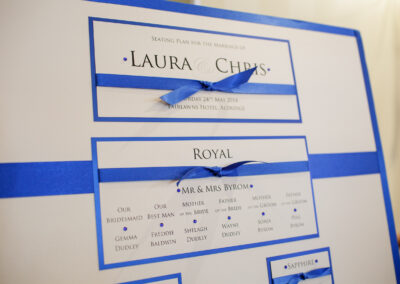 Seating Plan for the Marriage of
Laura & Chris
Saturday 24th May 2014
Fairlawns Hotel, Aldridge
Royal
Mr & Mrs Byrom
Our Bridesmaid
Gemma Dudley
Our Best Man
Freddie Baldwin
Mother of the Bride
Shelagh Dudley
Father of the Bride
Wayne Dudley
Mother of the Groom
Sonia Byrom
Father of the Groom
Paul Byrom
Sapphire